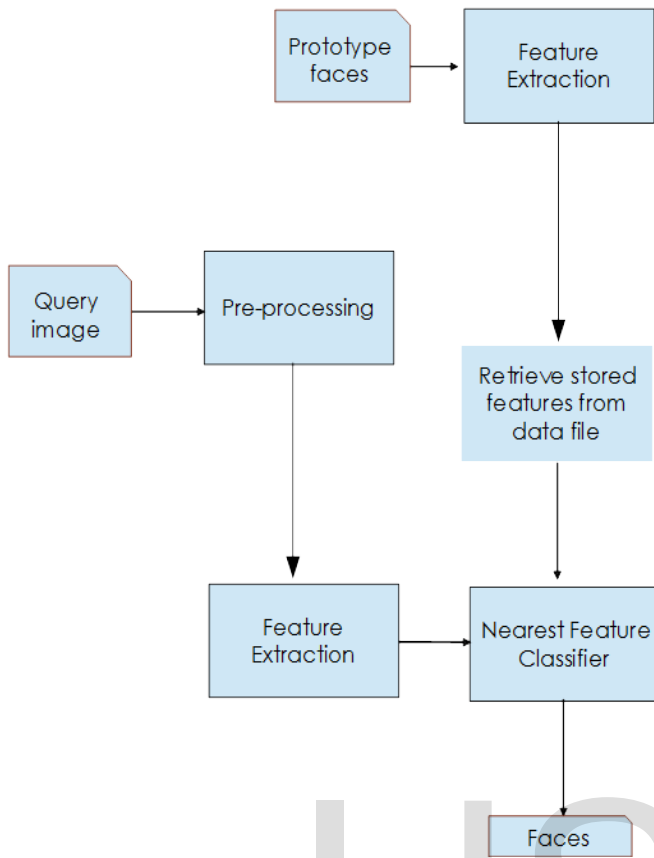 Prototype
faces
Feature
Extraction
Query
image
Pre-processing
Retrieve stored
features from
data file
Feature
Extraction
Nearest Feature
Classifier
Faces